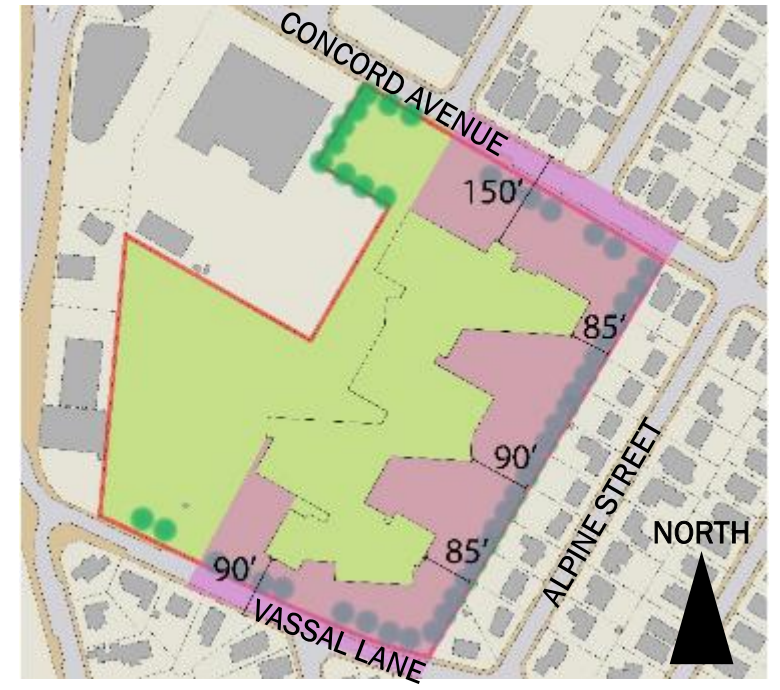 CONCORD AVENUE
150′
85′
90′
ALPINE STREET
NORTH
85′
90′
VASSAL LANE